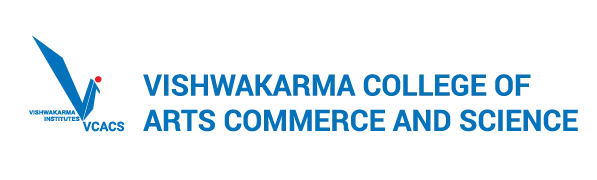 VISHWAKARMA
INSTITUTES
VCACS
VISHWAKARMA COLLEGE OF
ARTS COMMERCE AND SCIENCE